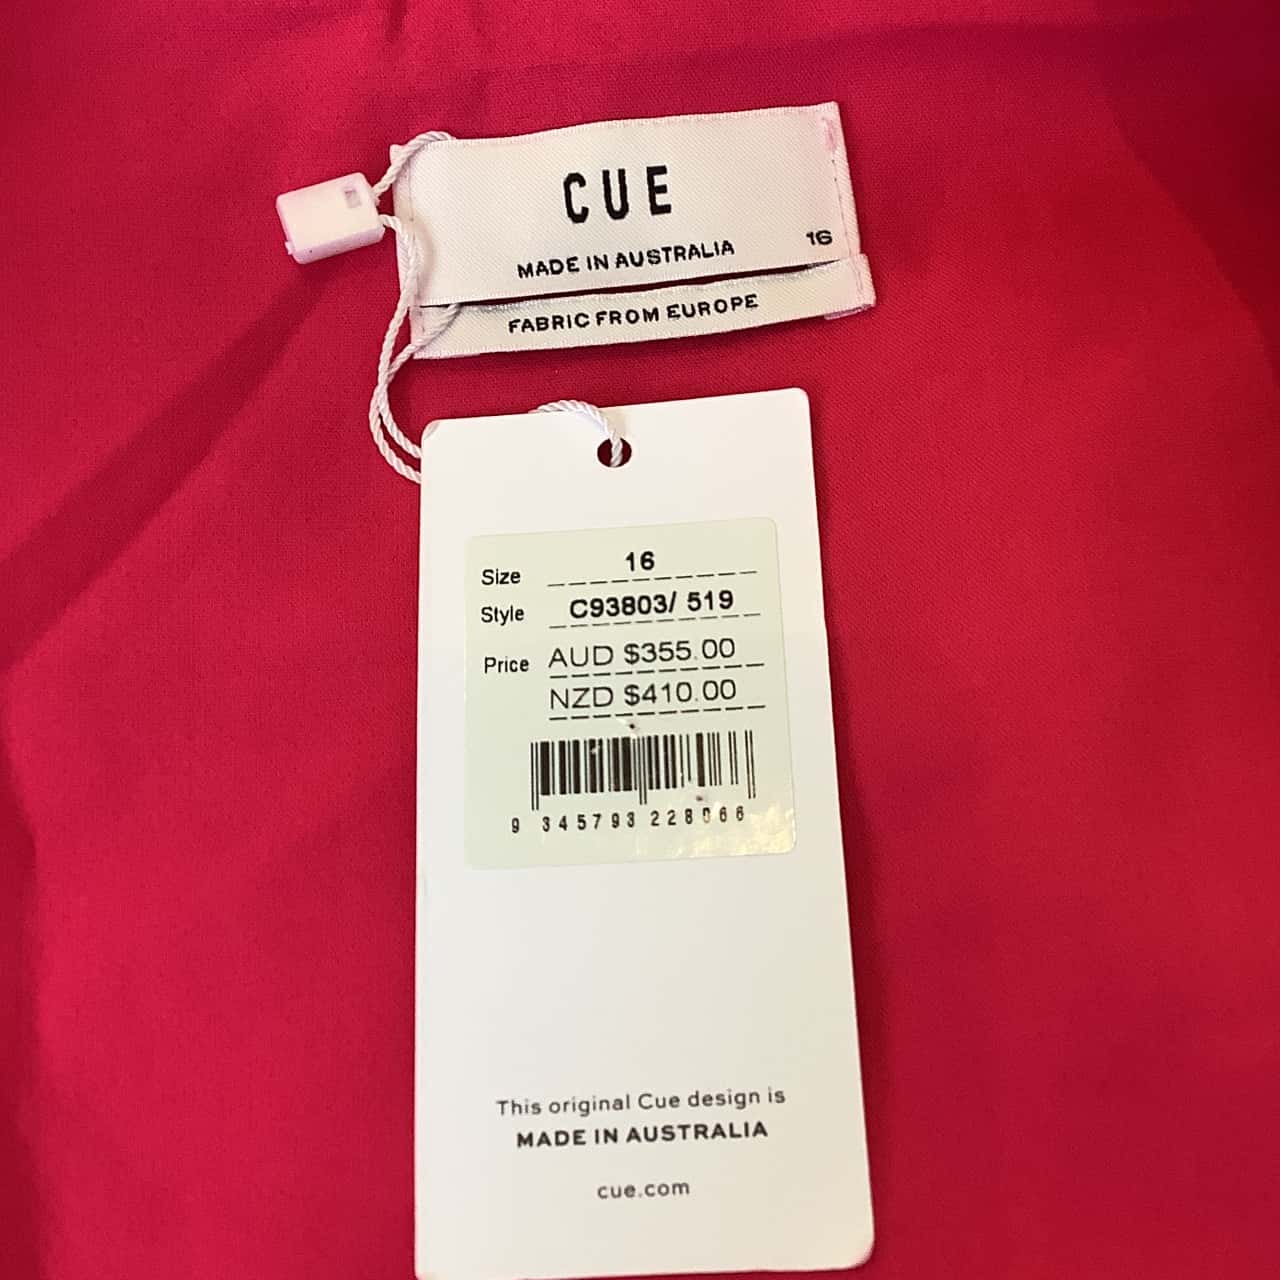 CUE
MADE IN AUSTRALIA 16
FABRIC FROM EUROPE
Size 16
Style C93803/ 519
Price AUD $355.00
NZD $410.00
9 345793 228066
This original Cue design is
MADE IN AUSTRALIA
cue.com